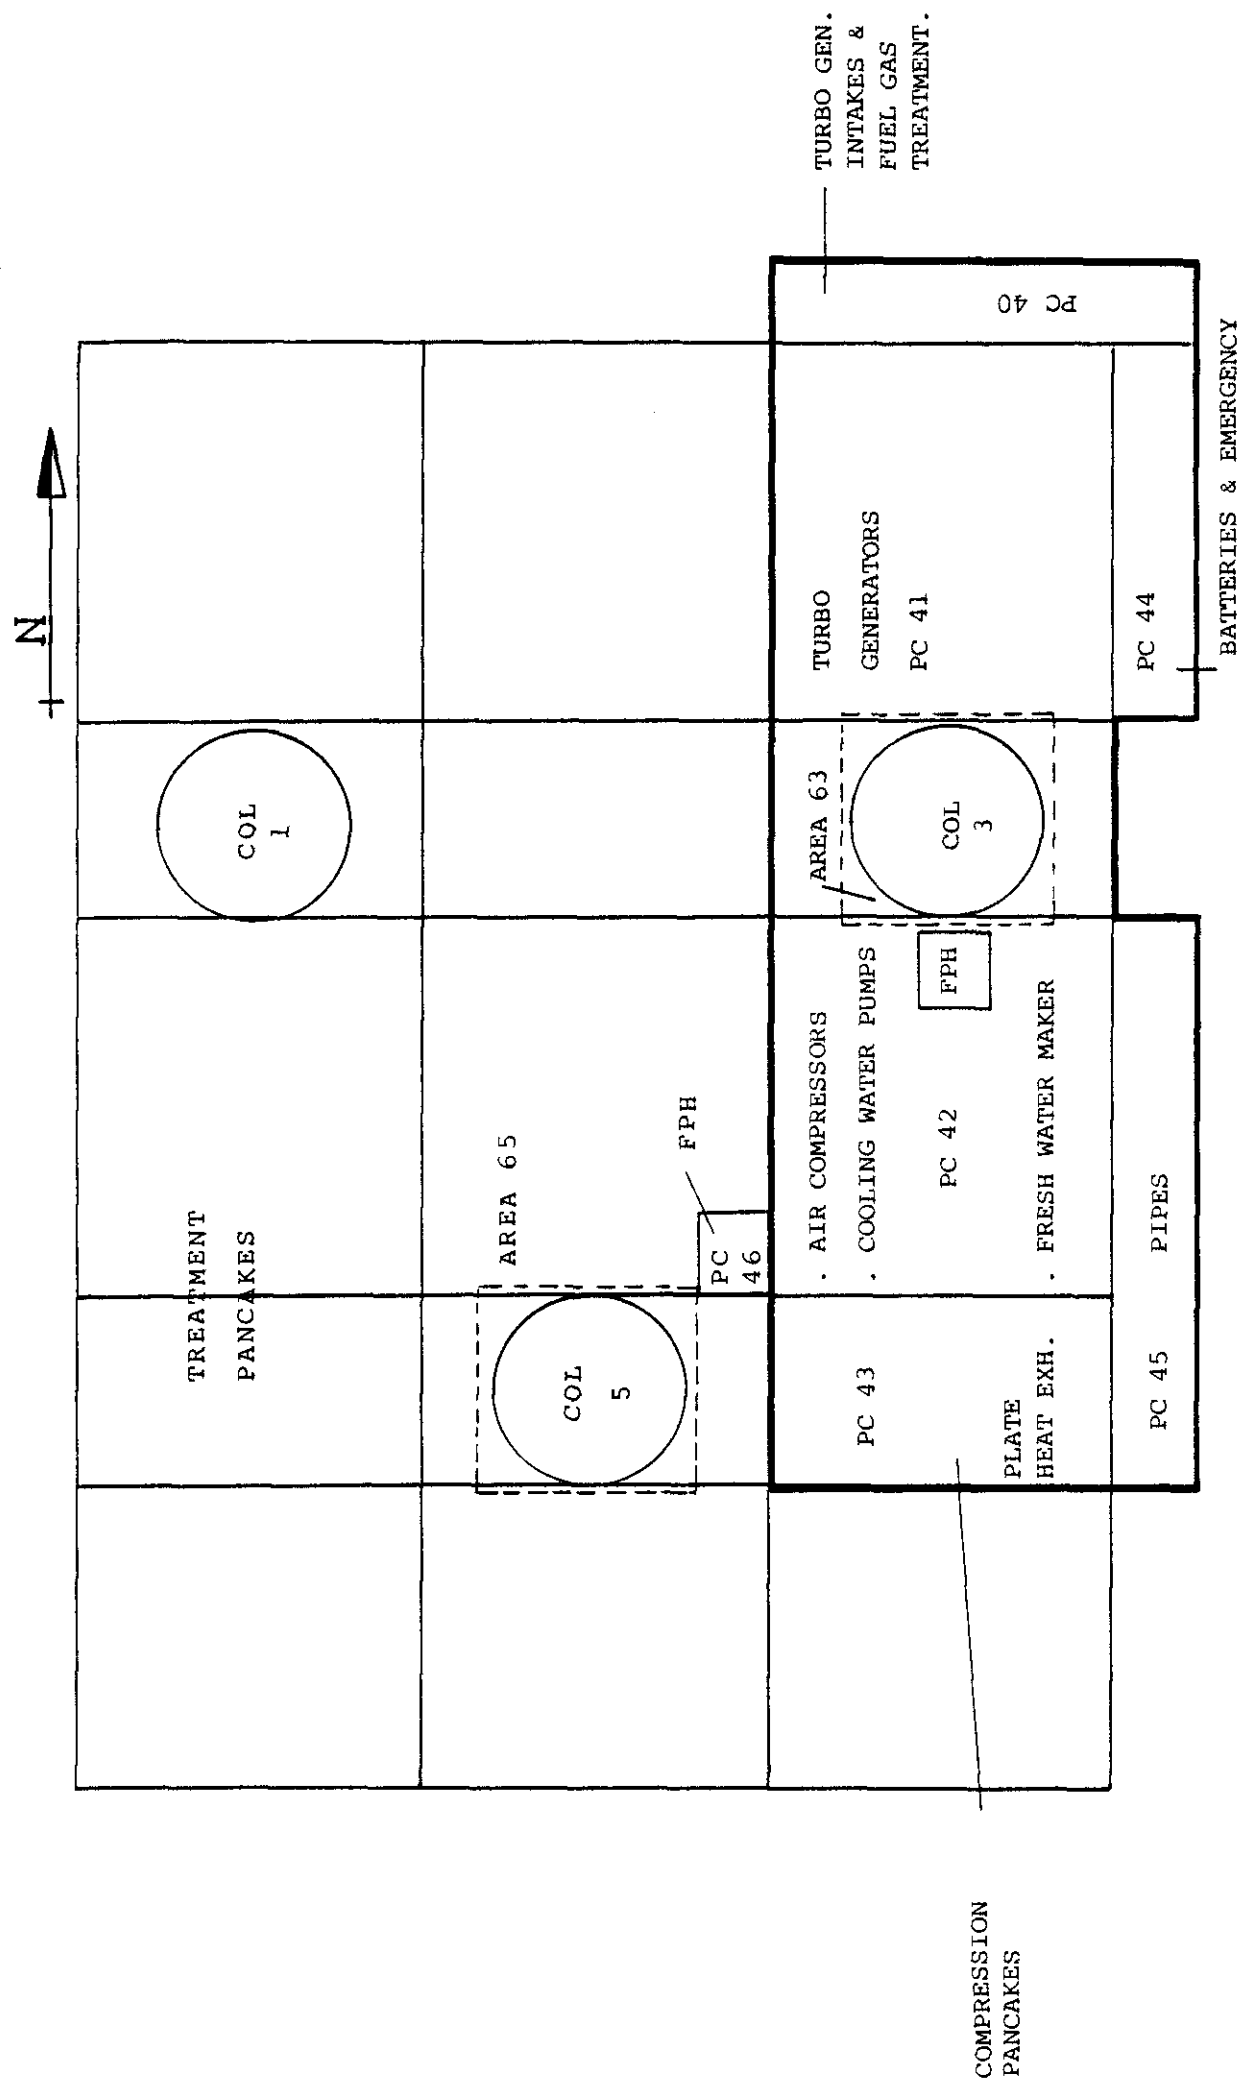 N
TURBO GEN.
INTAKES &
FUEL GAS
TREATMENT.
PC 40
COL
1
TREATMENT
PANCAKES
AREA 65
COL
5
FPH
PC
46
TURBO
GENERATORS
PC 41
AREA 63
COL
3
FPH
. AIR COMPRESSORS
. COOLING WATER PUMPS
PC 42
. FRESH WATER MAKER
PC 43
PLATE
HEAT EXH.
PC 44
BATTERIES & EMERGENCY
PC 45
PIPES
COMPRESSION
PANCAKES